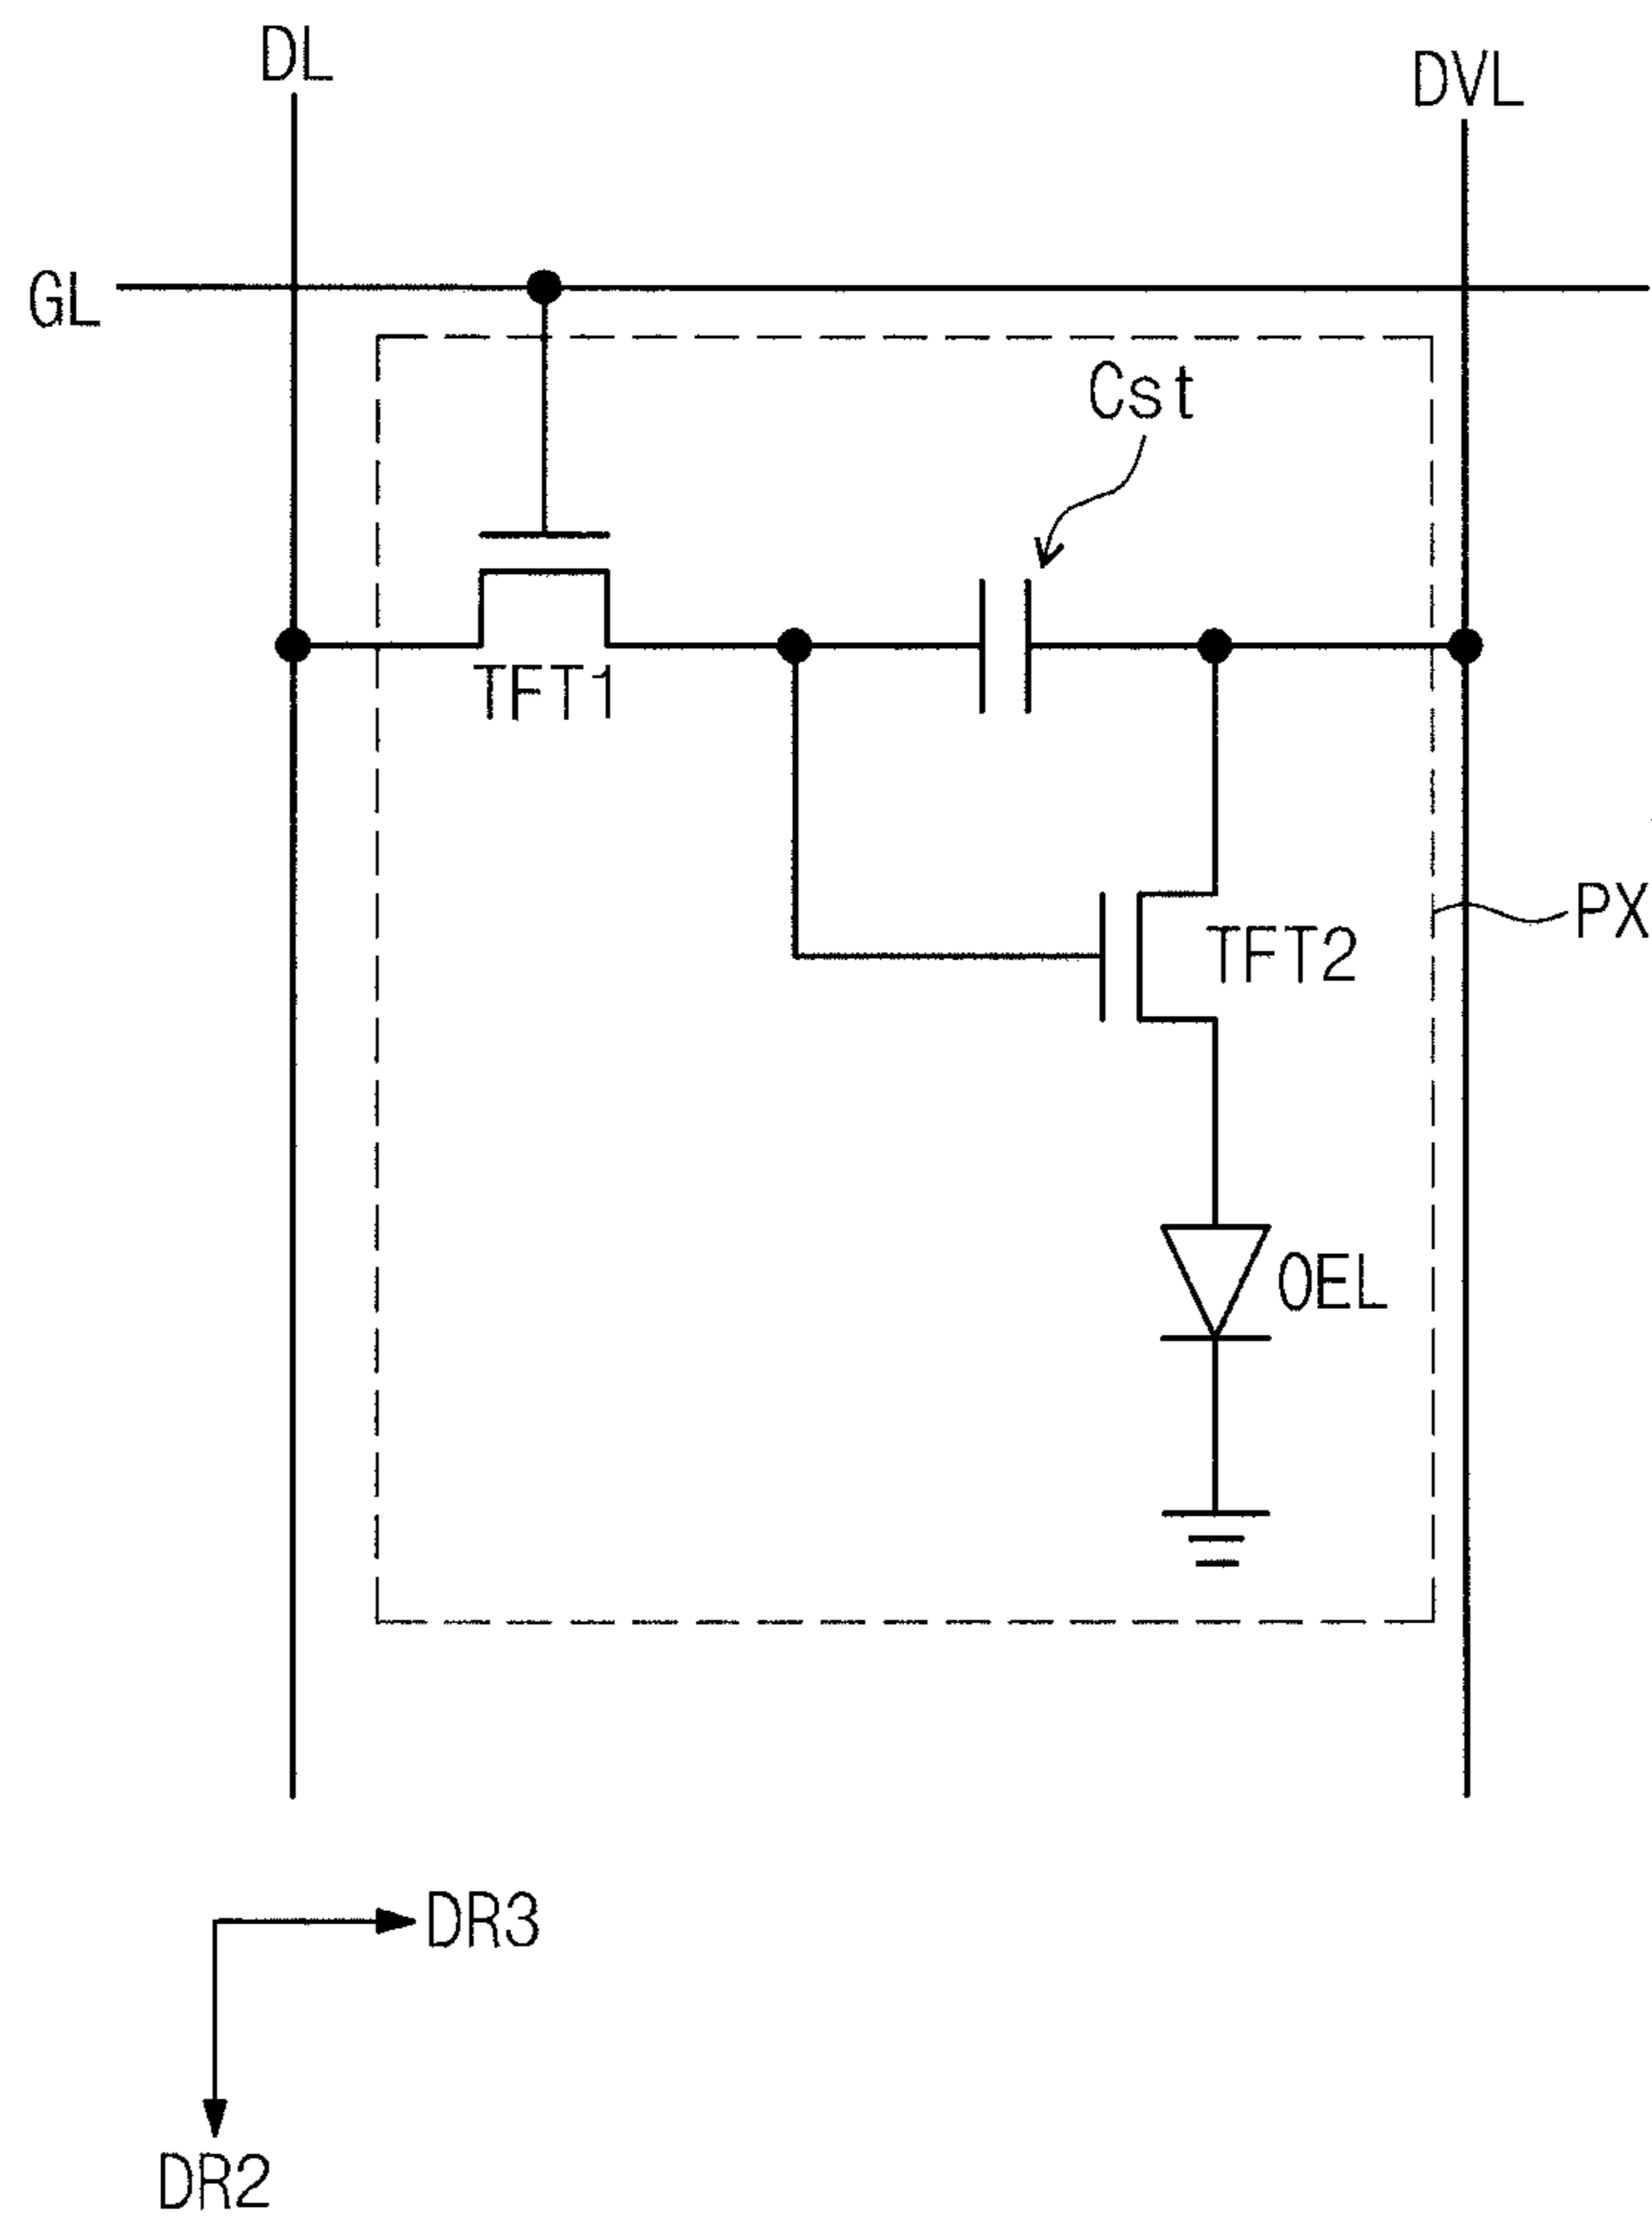 DL
DVL
GL
Cst
TFT1
PX
TFT2
OEL
DR3
DR2